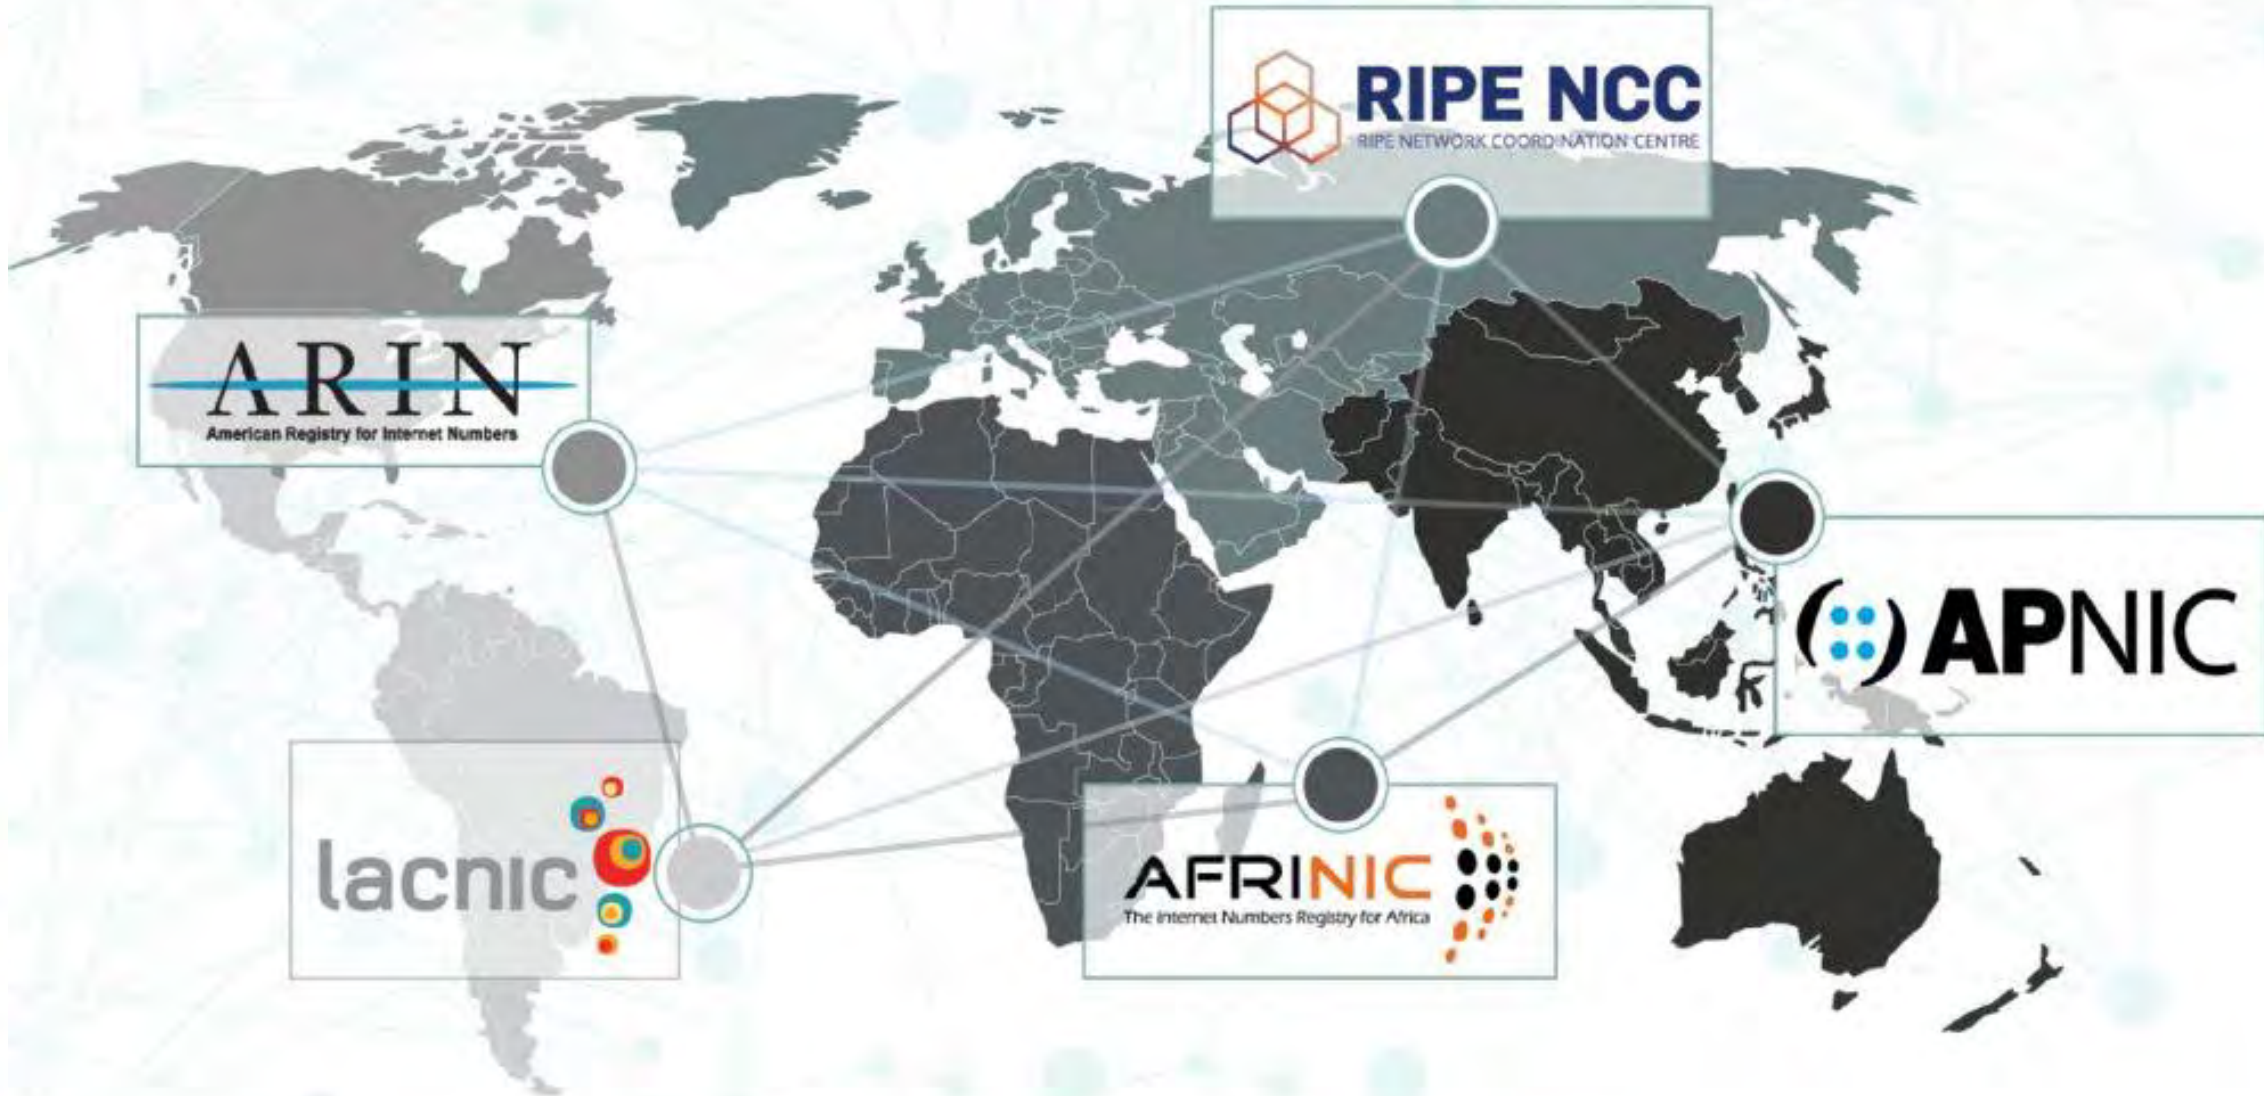 RIPE NCC
RIPE NETWORK COORDINATION CENTRE
ARIN
American Registry for Internet Numbers
APNIC
lacnic
AFRINIC
The Internet Numbers Registry for Africa